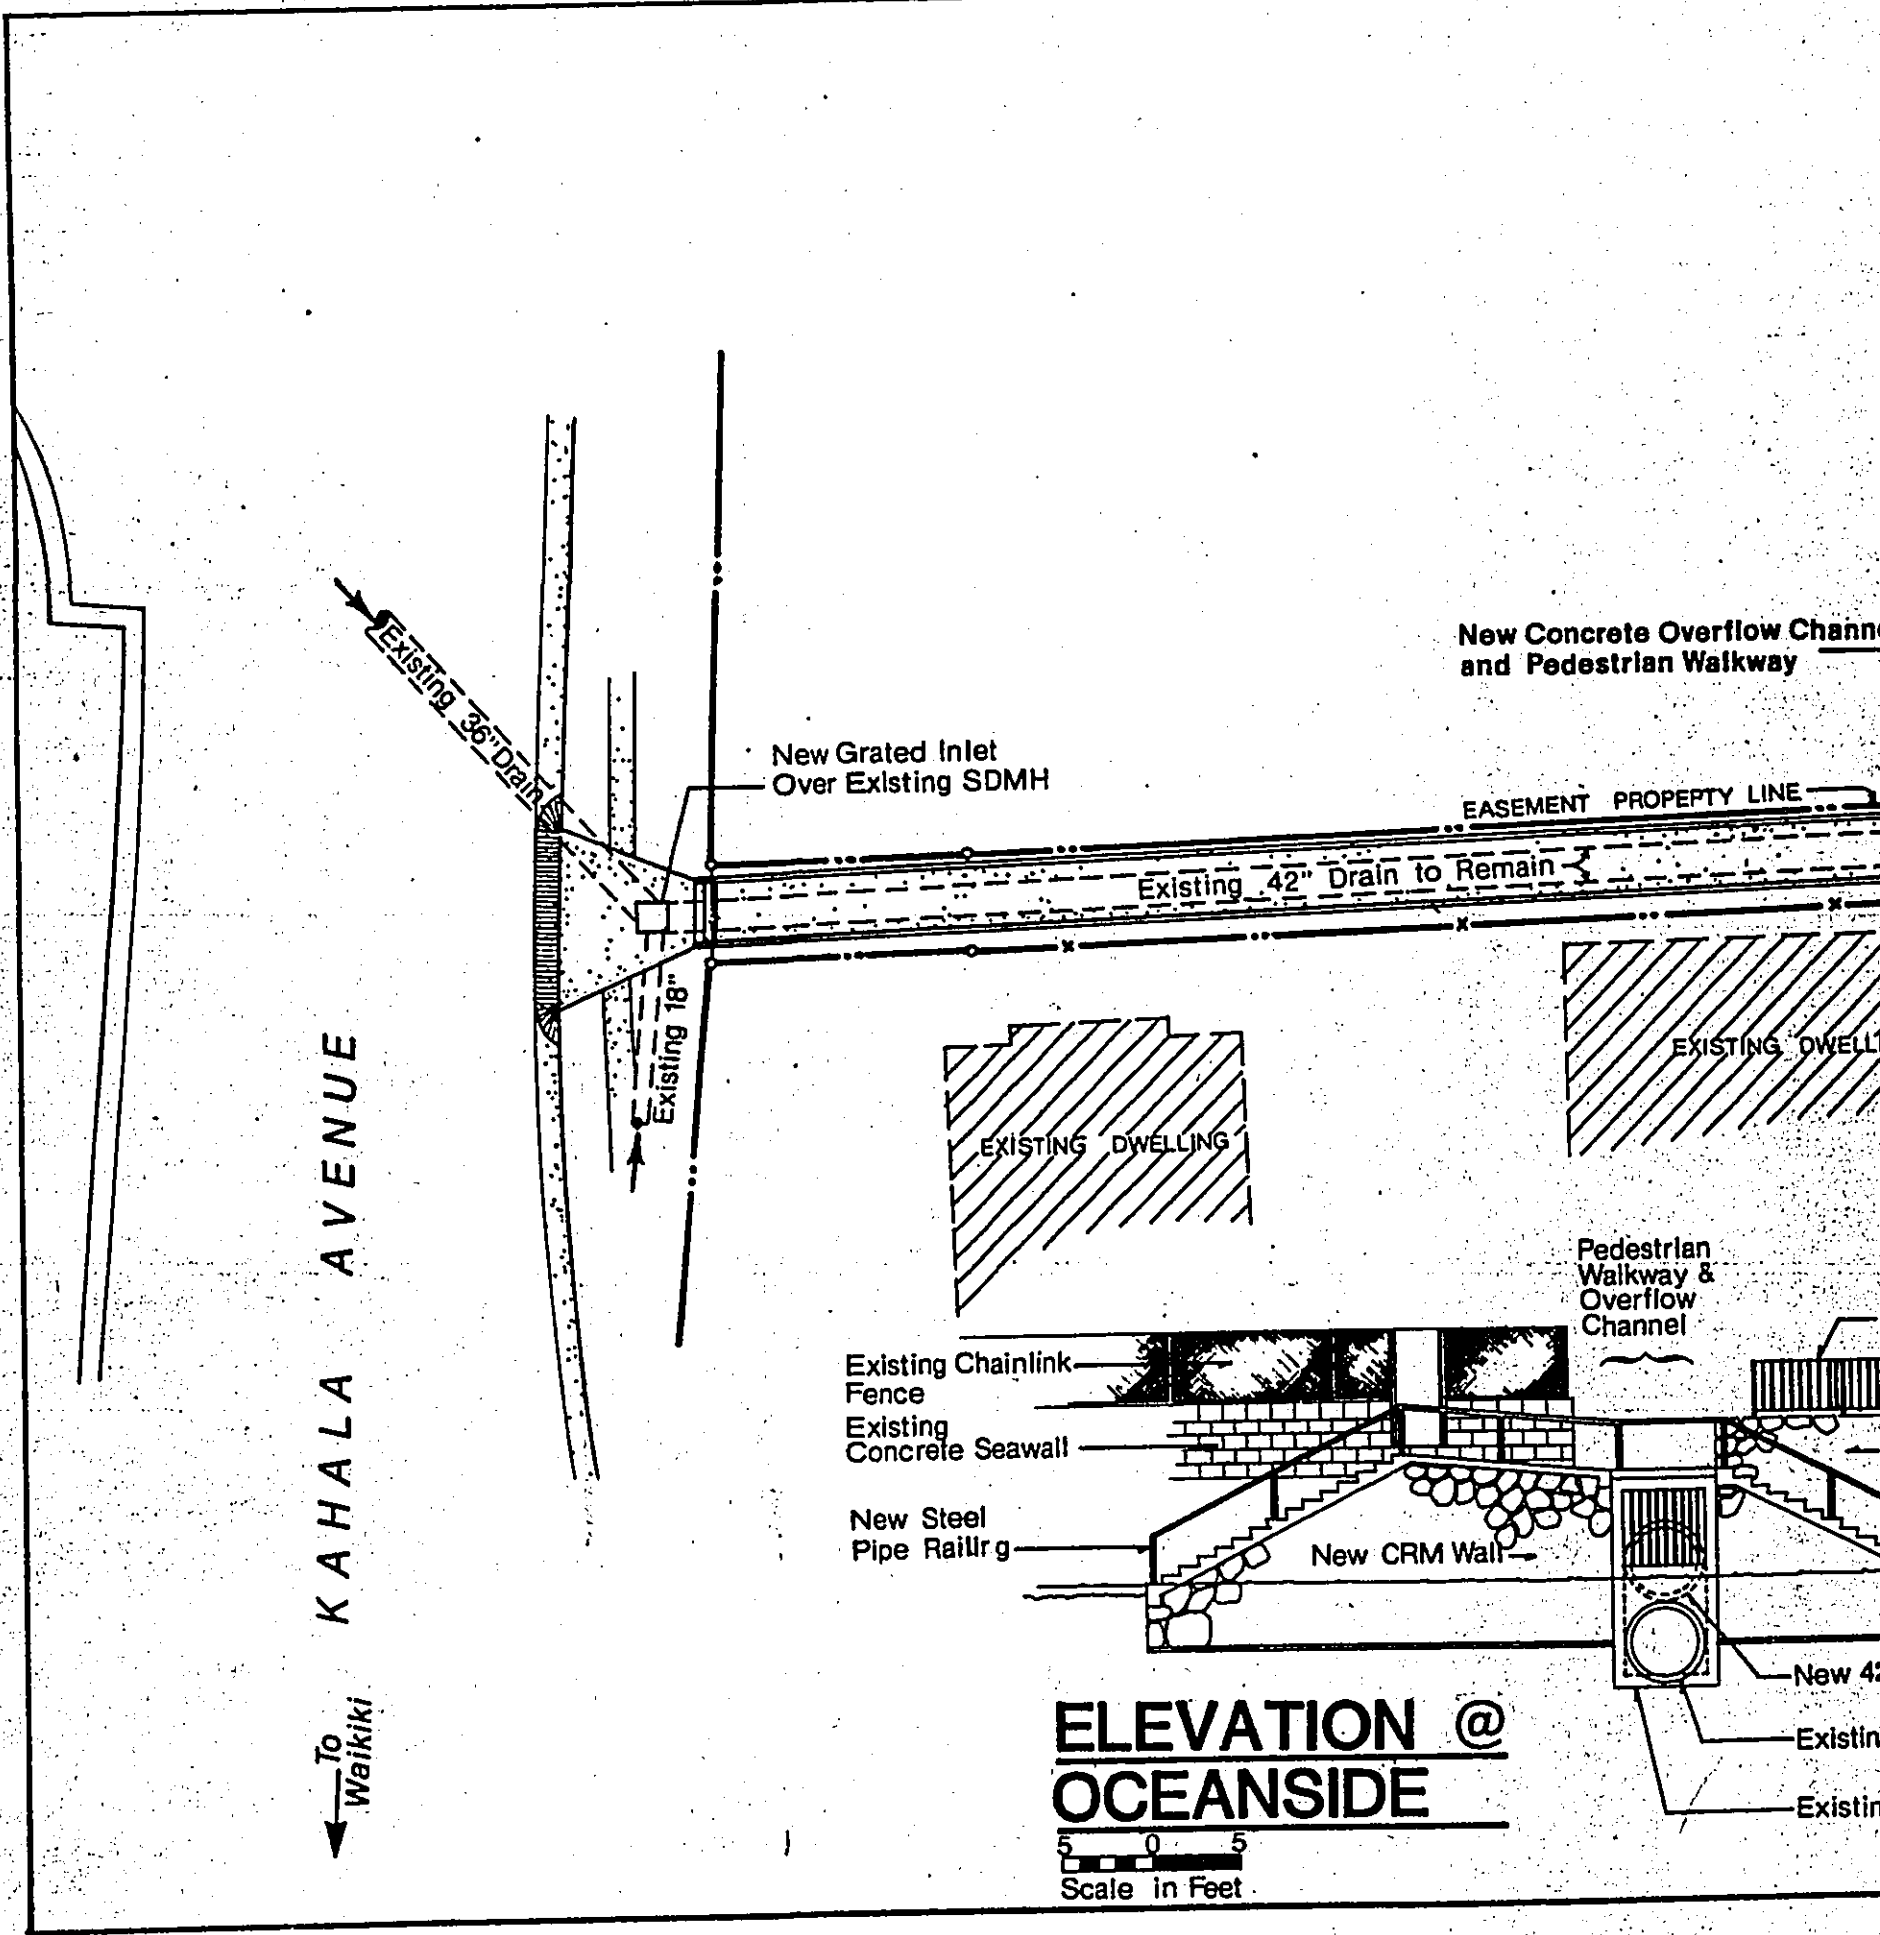 New Concrete Overflow Chann
and Pedestrian Walkway
Existing 36" Drain
New Grated Inlet
Over Existing SDMH
EASEMENT PROPEPTY LINE
Existing 42" Drain to Remain
Existing 18"
EXISTING DWELLING
EXISTING DWELL
KAHALA AVENUE
To
Waikiki
Pedestrian
Walkway &
Overflow
Channel
Existing Chainlink
Fence
Existing
Concrete Seawall
New Steel
Pipe Railirg
New CRM Wall
New 42
Existin
Existin
ELEVATION @
OCEANSIDE
5 0 5
Scale in Feet